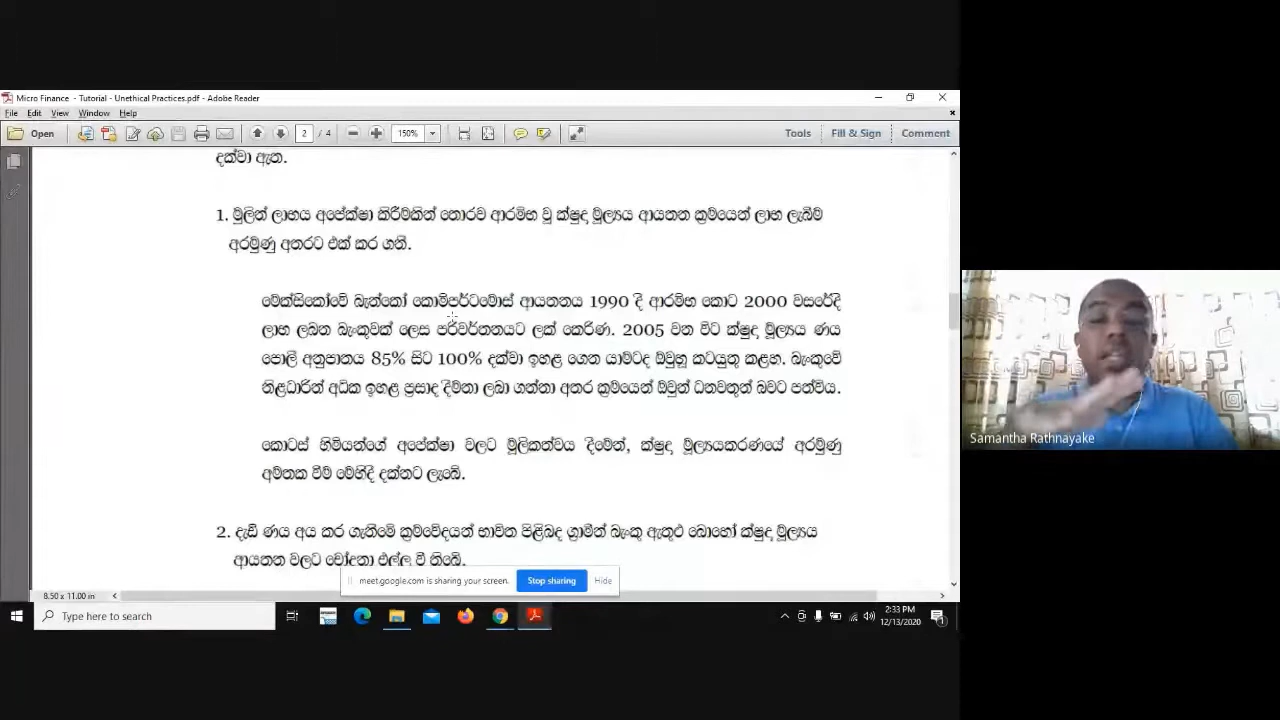 Micro Finance - Tutorial - Unethical Practices.pdf - Adobe Reader
File Edit View Window Help
Open 2 / 4 150% Tools Fill & Sign Comment
දක්වා ඇත.
1. මුලින් ලාභය අපේක්ෂා කිරීමකින් තොරව ආරම්භ වූ ක්ෂුද්‍ර මූල්‍යය ආයතන ක්‍රමයෙන් ලාභ ලැබීම
අරමුණු අතරට එක් කර ගනී.
මෙක්සිකෝවේ බැන්කෝ කොම්පර්ටමොස් ආයතනය 1990 දී ආරම්භ කොට 2000 වසරේදී
ලාභ ලබන බැංකුවක් ලෙස පරිවර්තනයට ලක් කෙරිණ. 2005 වන විට ක්ෂුද්‍ර මූල්‍යය ණය
පොලී අනුපාතය 85% සිට 100% දක්වා ඉහළ ගෙන යාමටද ඔවුහු කටයුතු කළහ. බැංකුවේ
නිළධාරින් අධික ඉහළ ප්‍රසාද දීමනා ලබා ගන්නා අතර ක්‍රමයෙන් ඔවුන් ධනවතුන් බවට පත්විය.
කොටස් හිමියන්ගේ අපේක්ෂා වලට මූලිකත්වය දීමෙන්, ක්ෂුද්‍ර මූල්‍යයකරණයේ අරමුණු
අමතක වීම මෙහිදී දක්නට ලැබේ.
2. දැඩි ණය අය කර ගැනීමේ ක්‍රමවේදයන් භාවිත පිළිබඳ ග්‍රාමීන් බැංකු ඇතුළු බොහෝ ක්ෂුද්‍ර මූල්‍යය
ආයතන වලට චෝදනා එල්ල වී තිබේ.
meet.google.com is sharing your screen. Stop sharing Hide
8.50 x 11.00 in
Type here to search
2:33 PM
12/13/2020
Samantha Rathnayake